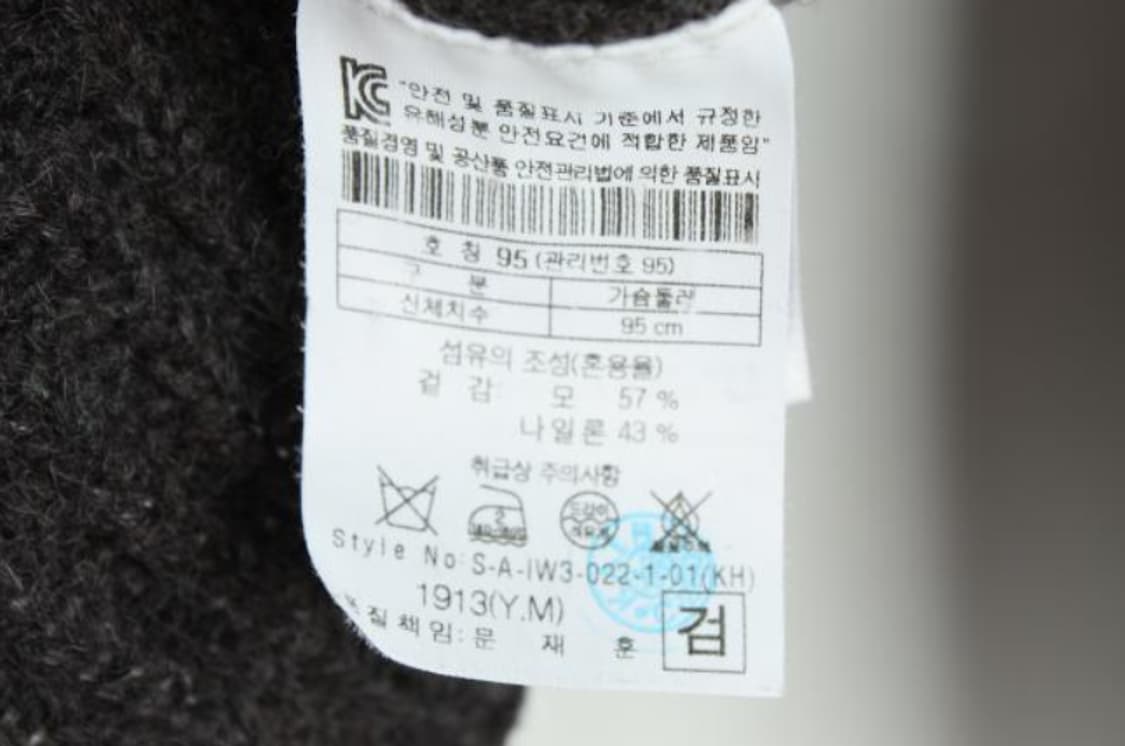 KC "안전 및 품질표시 기준에서 규정한
유해성분 안전요건에 적합한 제품임"
품질경영 및 공산품 안전관리법에 의한 품질표시
호 칭 95 (관리번호 95)
구 분 가슴둘레
신체치수 95 cm
섬유의 조성(혼용율)
겉 감: 모 57 %
나일론 43 %
취급상 주의사항
드라이
Style No: S-A-IW3-022-1-01(KH)
1913(Y.M)
품질책임: 문 재 훈 검